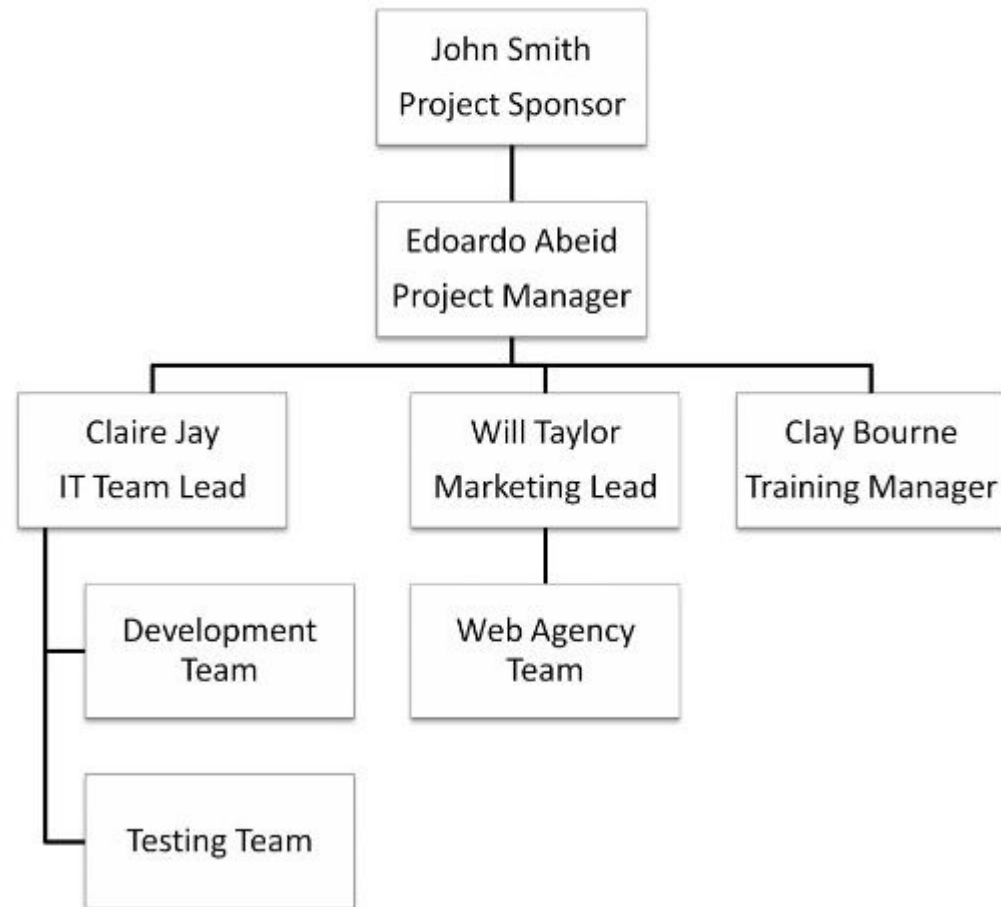 John Smith
Project Sponsor
Edoardo Abeid
Project Manager
Claire Jay
IT Team Lead
Will Taylor
Marketing Lead
Clay Bourne
Training Manager
Development
Team
Web Agency
Team
Testing Team